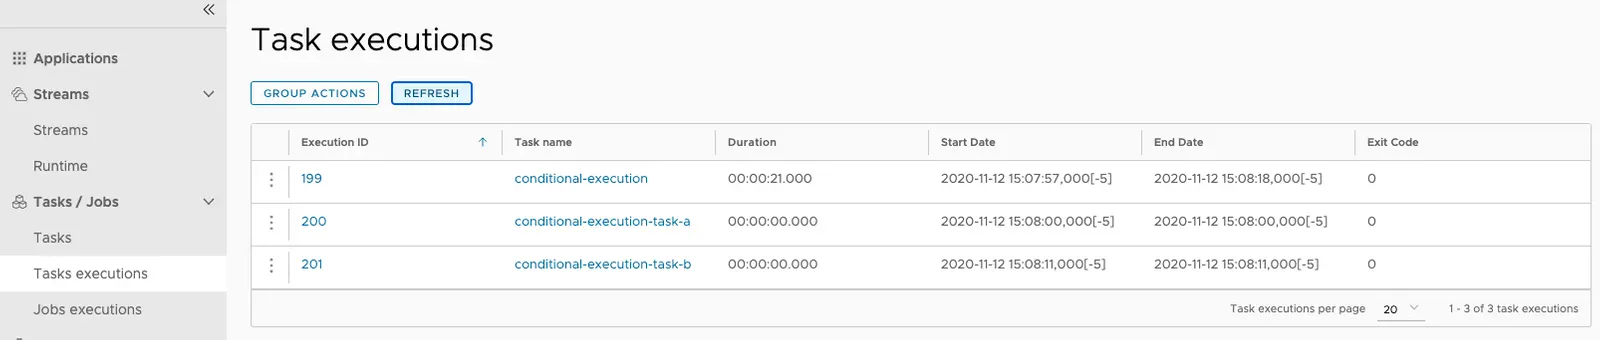 Applications
Streams
Streams
Runtime
Tasks / Jobs
Tasks
Tasks executions
Jobs executions
Task executions
GROUP ACTIONS REFRESH
Execution ID Task name Duration Start Date End Date Exit Code
199 conditional-execution 00:00:21.000 2020-11-12 15:07:57,000[-5] 2020-11-12 15:08:18,000[-5] 0
200 conditional-execution-task-a 00:00:00.000 2020-11-12 15:08:00,000[-5] 2020-11-12 15:08:00,000[-5] 0
201 conditional-execution-task-b 00:00:00.000 2020-11-12 15:08:11,000[-5] 2020-11-12 15:08:11,000[-5] 0
Task executions per page 20 1 - 3 of 3 task executions